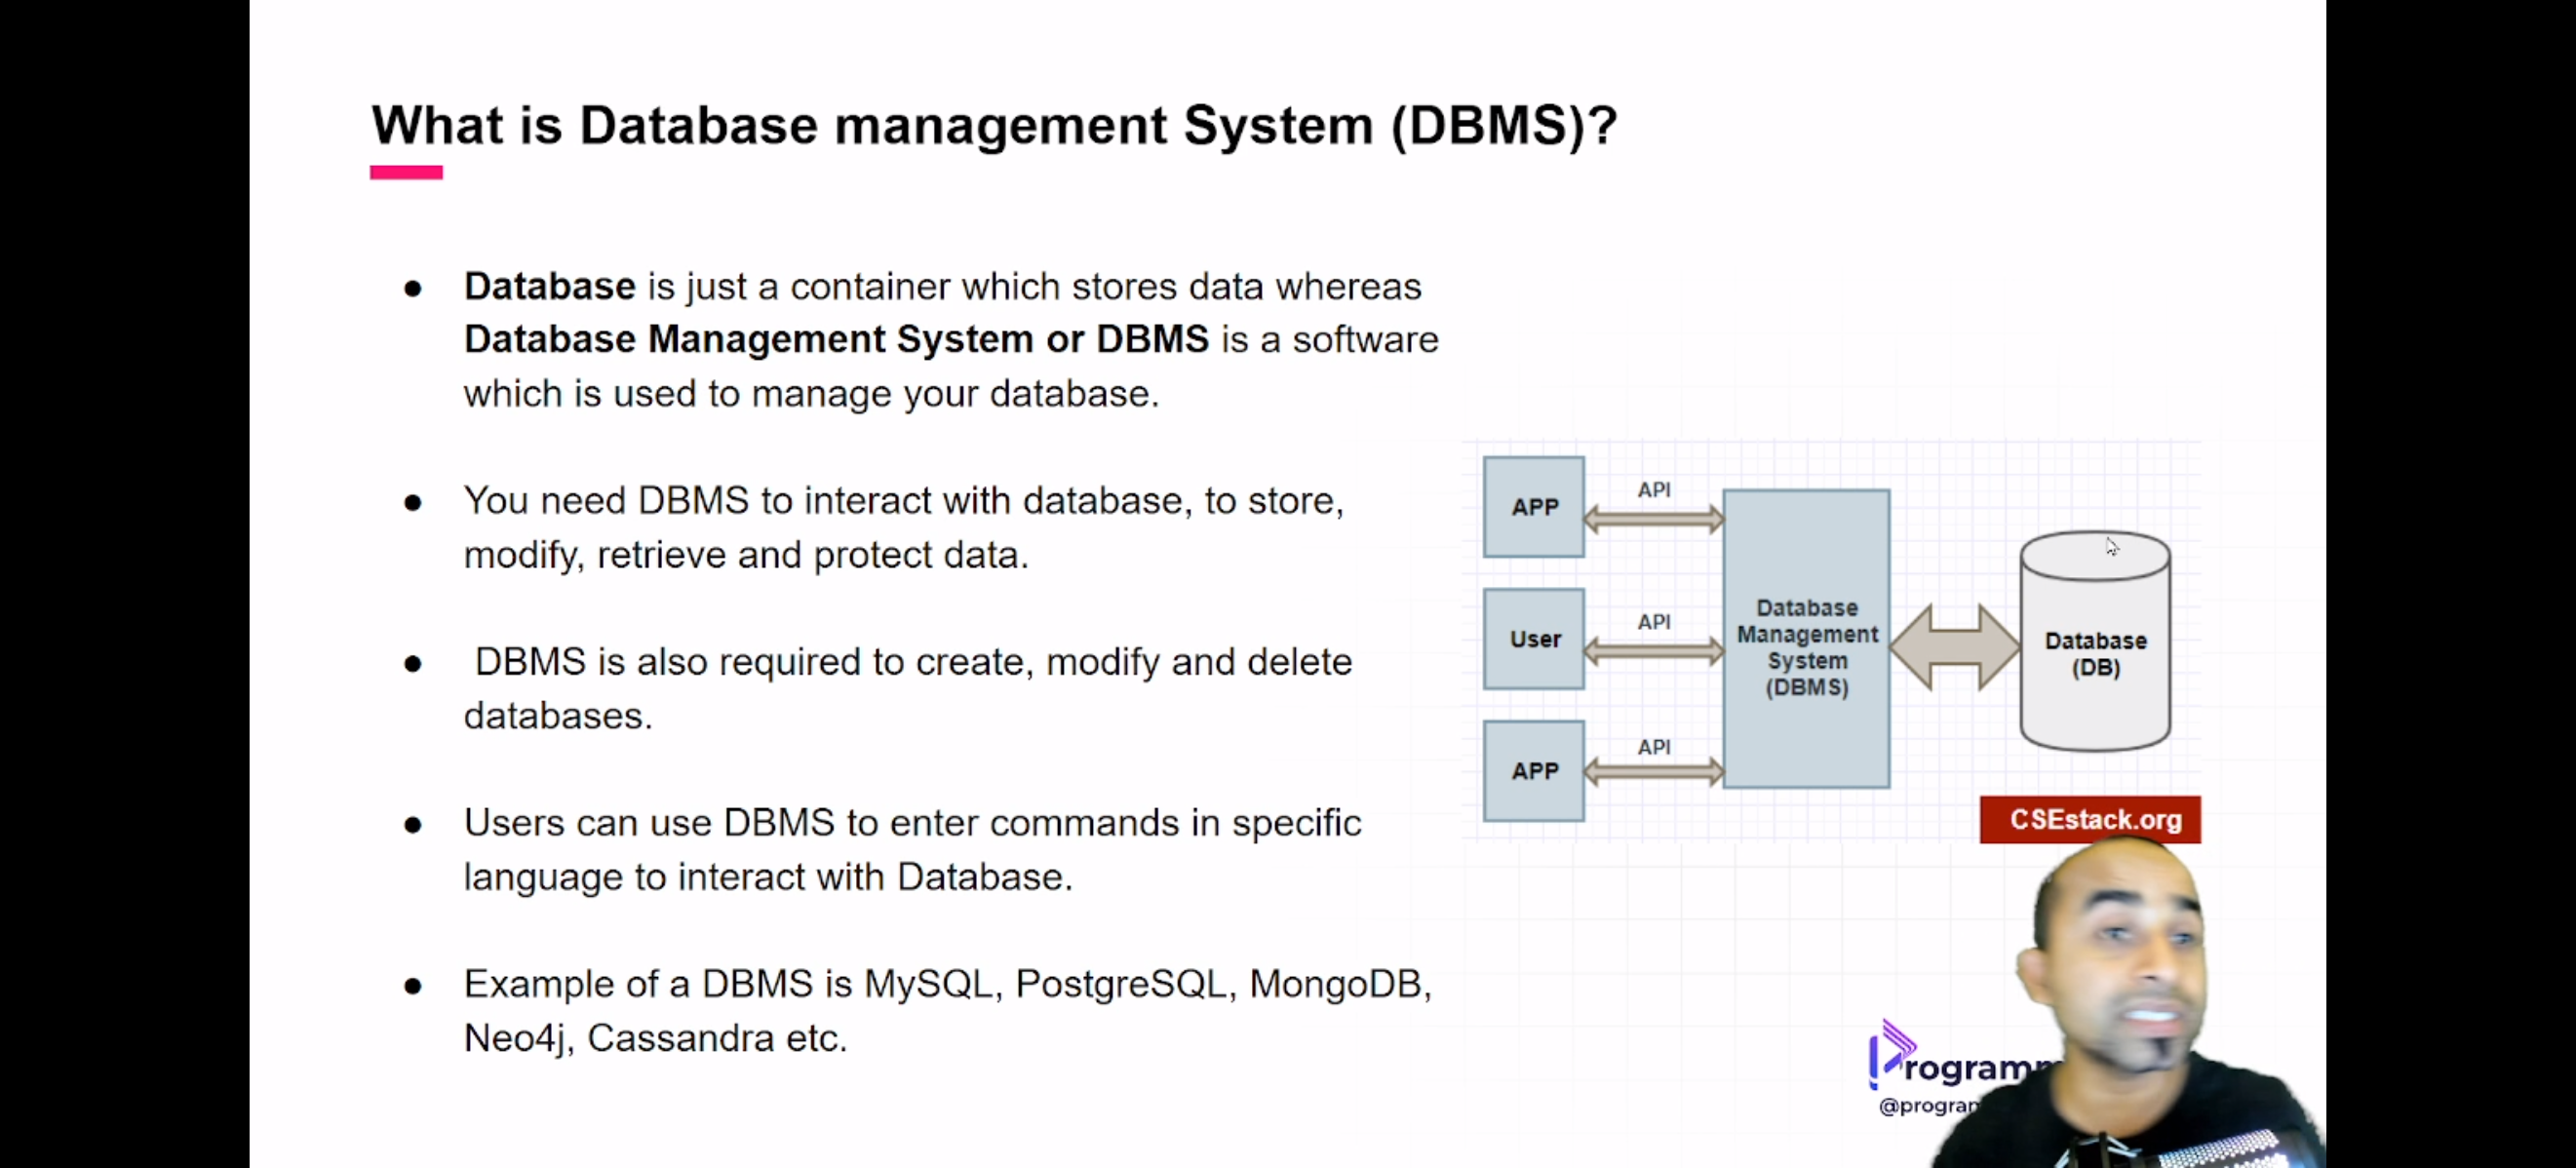 What is Database management System (DBMS)?
● Database is just a container which stores data whereas
Database Management System or DBMS is a software
which is used to manage your database.
● You need DBMS to interact with database, to store,
modify, retrieve and protect data.
● DBMS is also required to create, modify and delete
databases.
● Users can use DBMS to enter commands in specific
language to interact with Database.
● Example of a DBMS is MySQL, PostgreSQL, MongoDB,
Neo4j, Cassandra etc.
APP
API
User
API
APP
API
Database
Management
System
(DBMS)
Database
(DB)
CSEstack.org